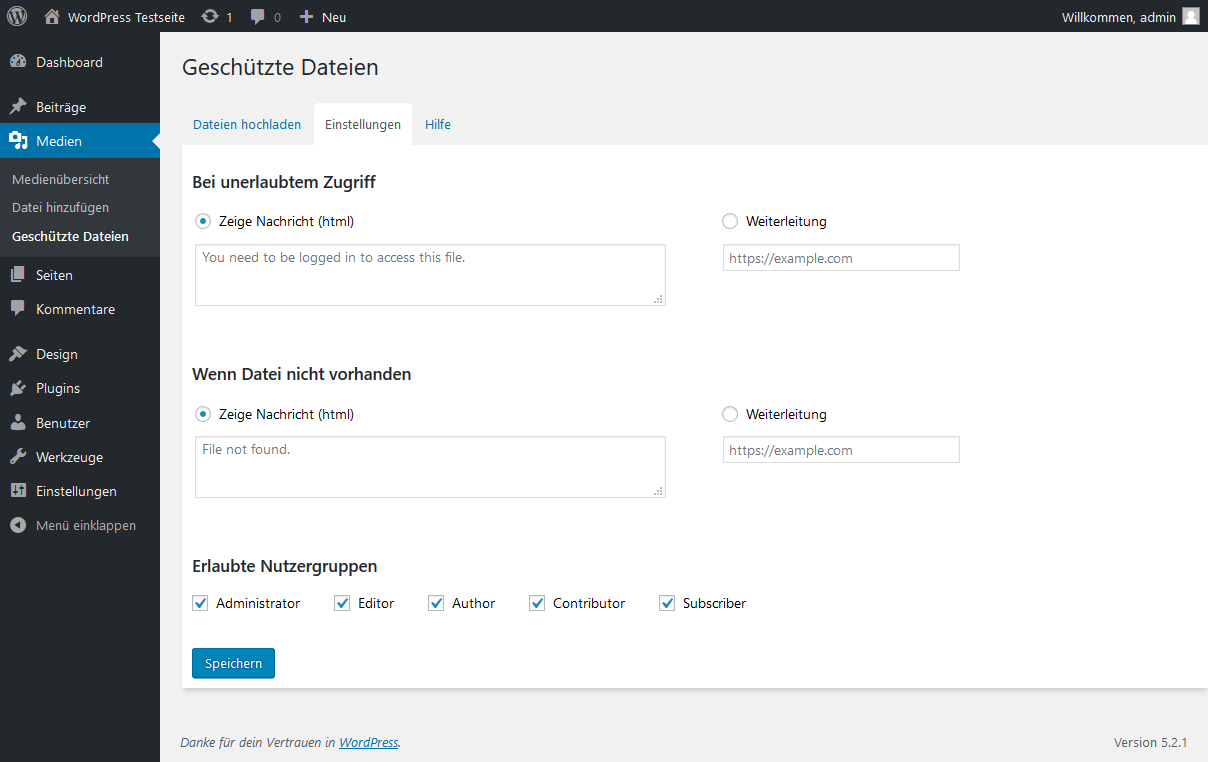 WordPress Testseite 1 0 Neu Willkommen, admin
Dashboard
Beiträge
Medien
Medienübersicht
Datei hinzufügen
Geschützte Dateien
Seiten
Kommentare
Design
Plugins
Benutzer
Werkzeuge
Einstellungen
Menü einklappen
Geschützte Dateien
Dateien hochladen Einstellungen Hilfe
Bei unerlaubtem Zugriff
Zeige Nachricht (html) Weiterleitung
You need to be logged in to access this file. https://example.com
Wenn Datei nicht vorhanden
Zeige Nachricht (html) Weiterleitung
File not found. https://example.com
Erlaubte Nutzergruppen
Administrator Editor Author Contributor Subscriber
Speichern
Danke für dein Vertrauen in WordPress. Version 5.2.1